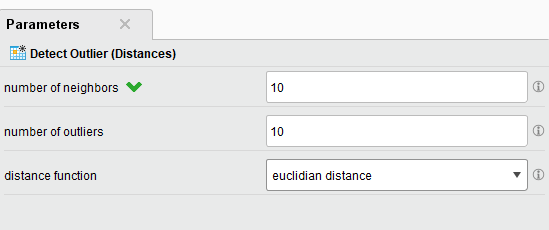 Parameters
Detect Outlier (Distances)
number of neighbors 10
number of outliers 10
distance function euclidian distance